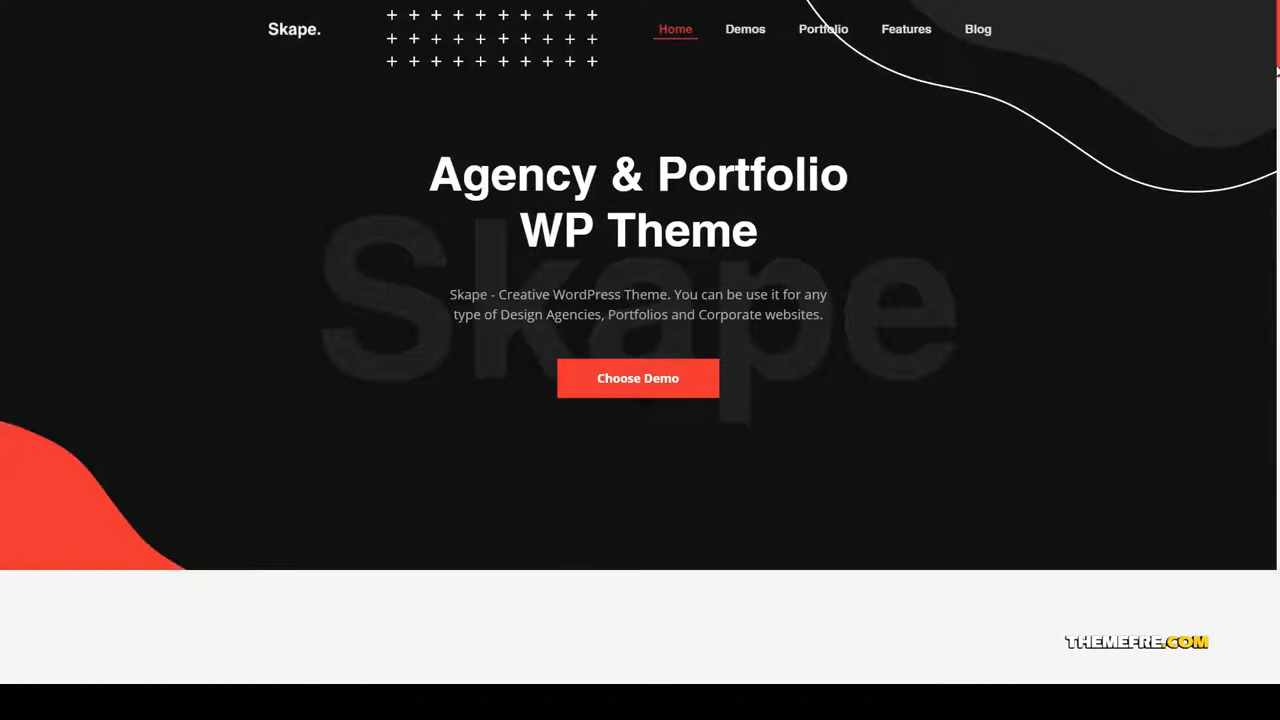 Skape.
Home Demos Portfolio Features Blog
Agency & Portfolio
WP Theme
Skape
Skape - Creative WordPress Theme. You can be use it for any
type of Design Agencies, Portfolios and Corporate websites.
Choose Demo
THEMEFRE.COM